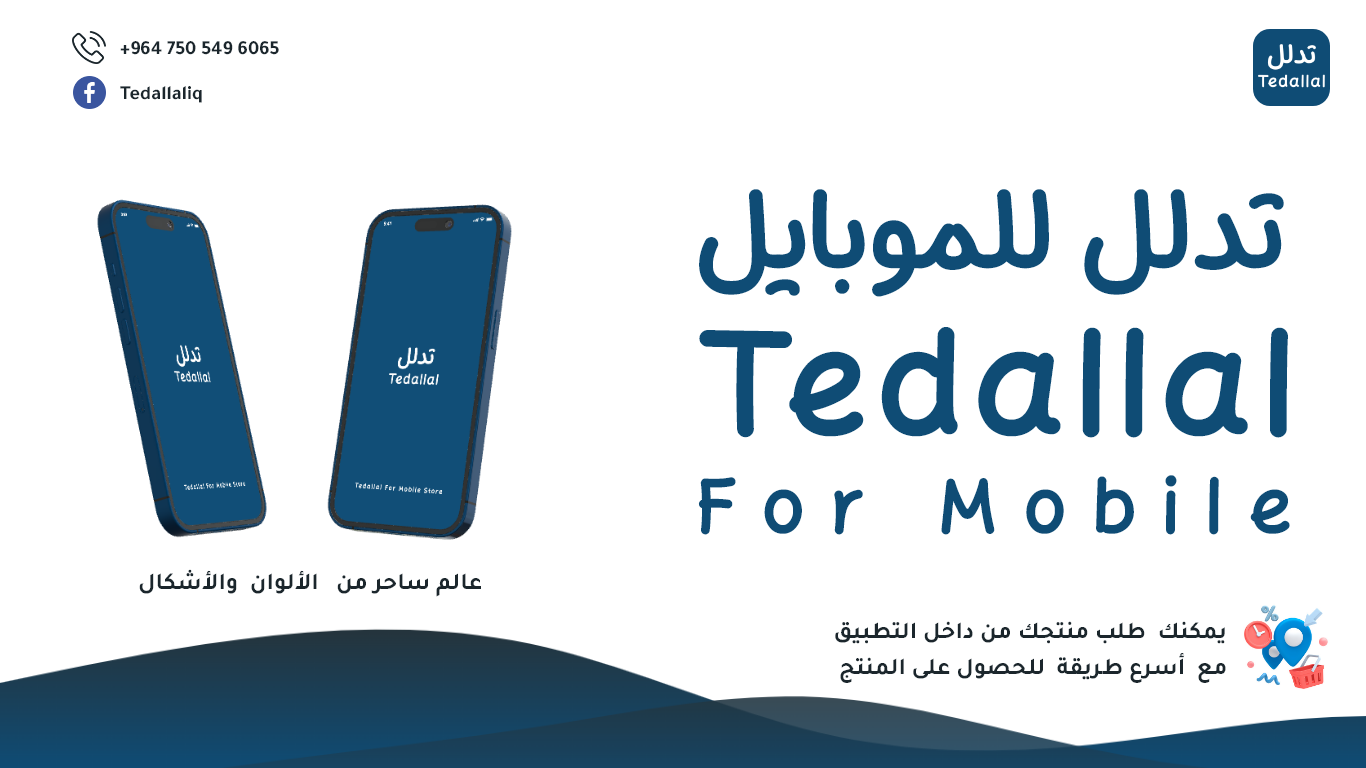 +964 750 549 6065
Tedallaliq
تدلل
Tedallal
تدلل للموبايل
Tedallal
For Mobile
تدلل
Tedallal
Tedallal For Mobile Store
9:41
تدلل
Tedallal
Tedallal For Mobile Store
عالم ساحر من الألوان والأشكال
يمكنك طلب منتجك من داخل التطبيق
مع أسرع طريقة للحصول على المنتج